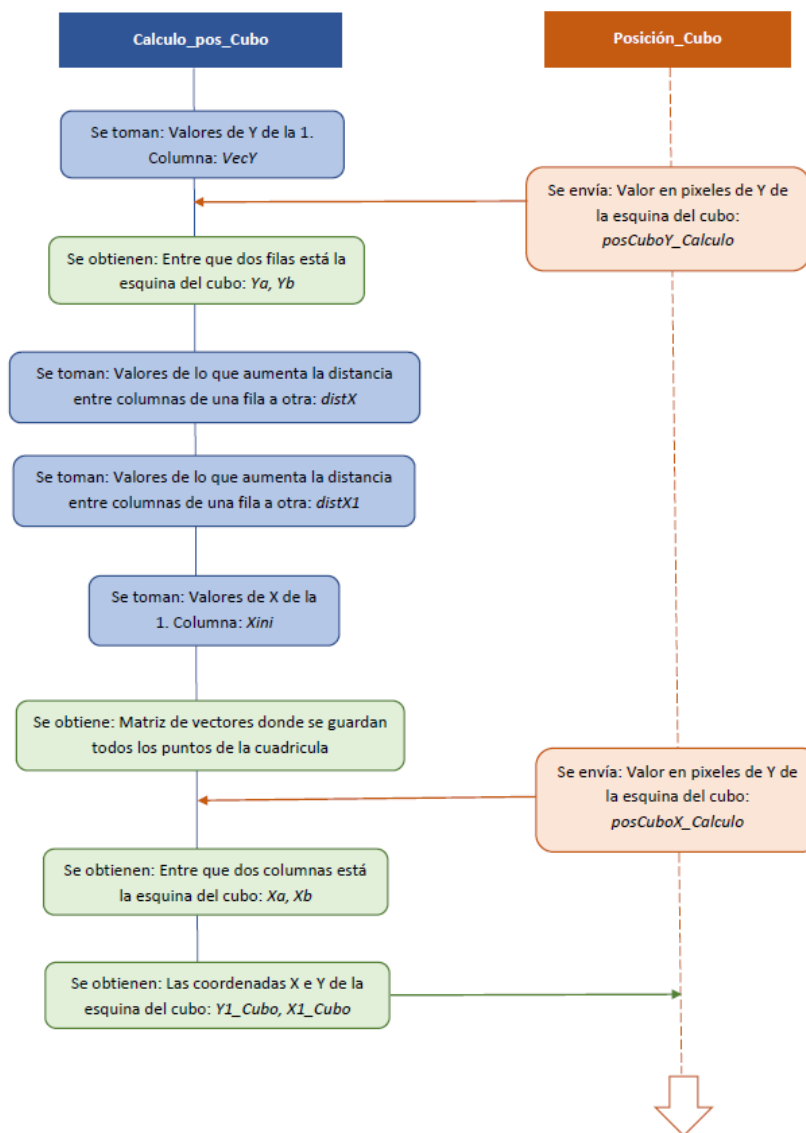 Calculo_pos_Cubo
Posición_Cubo
Se toman: Valores de Y de la 1.
Columna: VecY
Se envía: Valor en pixeles de Y de
la esquina del cubo:
posCuboY_Calculo
Se obtienen: Entre que dos filas está la
esquina del cubo: Ya, Yb
Se toman: Valores de lo que aumenta la distancia
entre columnas de una fila a otra: distX
Se toman: Valores de lo que aumenta la distancia
entre columnas de una fila a otra: distX1
Se toman: Valores de X de la
1. Columna: Xini
Se obtiene: Matriz de vectores donde se guardan
todos los puntos de la cuadricula
Se envía: Valor en pixeles de Y de
la esquina del cubo:
posCuboX_Calculo
Se obtienen: Entre que dos columnas está
la esquina del cubo: Xa, Xb
Se obtienen: Las coordenadas X e Y de la
esquina del cubo: Y1_Cubo, X1_Cubo